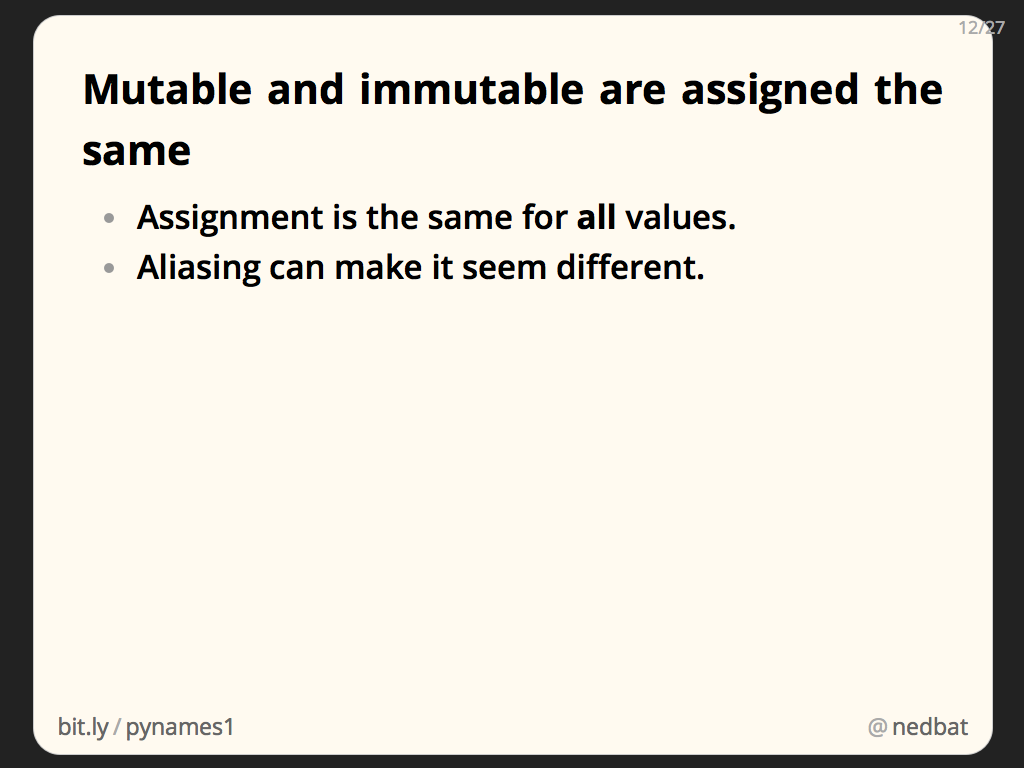 12/27
Mutable and immutable are assigned the
same
• Assignment is the same for all values.
• Aliasing can make it seem different.
bit.ly/pynames1
@nedbat